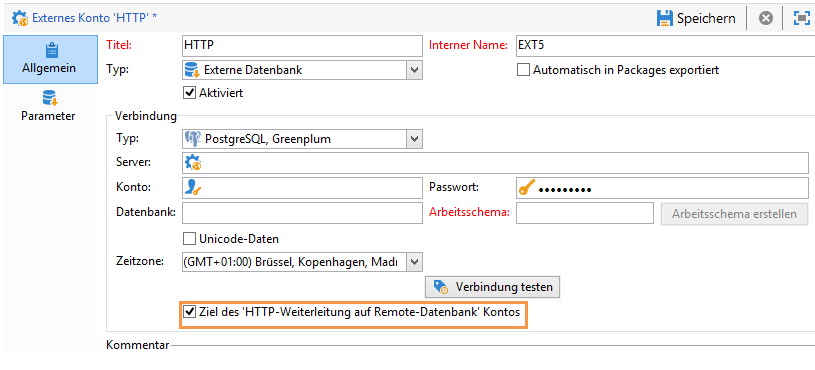 Externes Konto 'HTTP' *
Speichern
Allgemein
Parameter
Titel: HTTP Interner Name: EXT5
Typ: Externe Datenbank Automatisch in Packages exportiert
Aktiviert
Verbindung
Typ: PostgreSQL, Greenplum
Server:
Konto: Passwort: •••••••••
Datenbank: Arbeitsschema: Arbeitsschema erstellen
Unicode-Daten
Zeitzone: (GMT+01:00) Brüssel, Kopenhagen, Madı
Verbindung testen
Ziel des 'HTTP-Weiterleitung auf Remote-Datenbank' Kontos
Kommentar